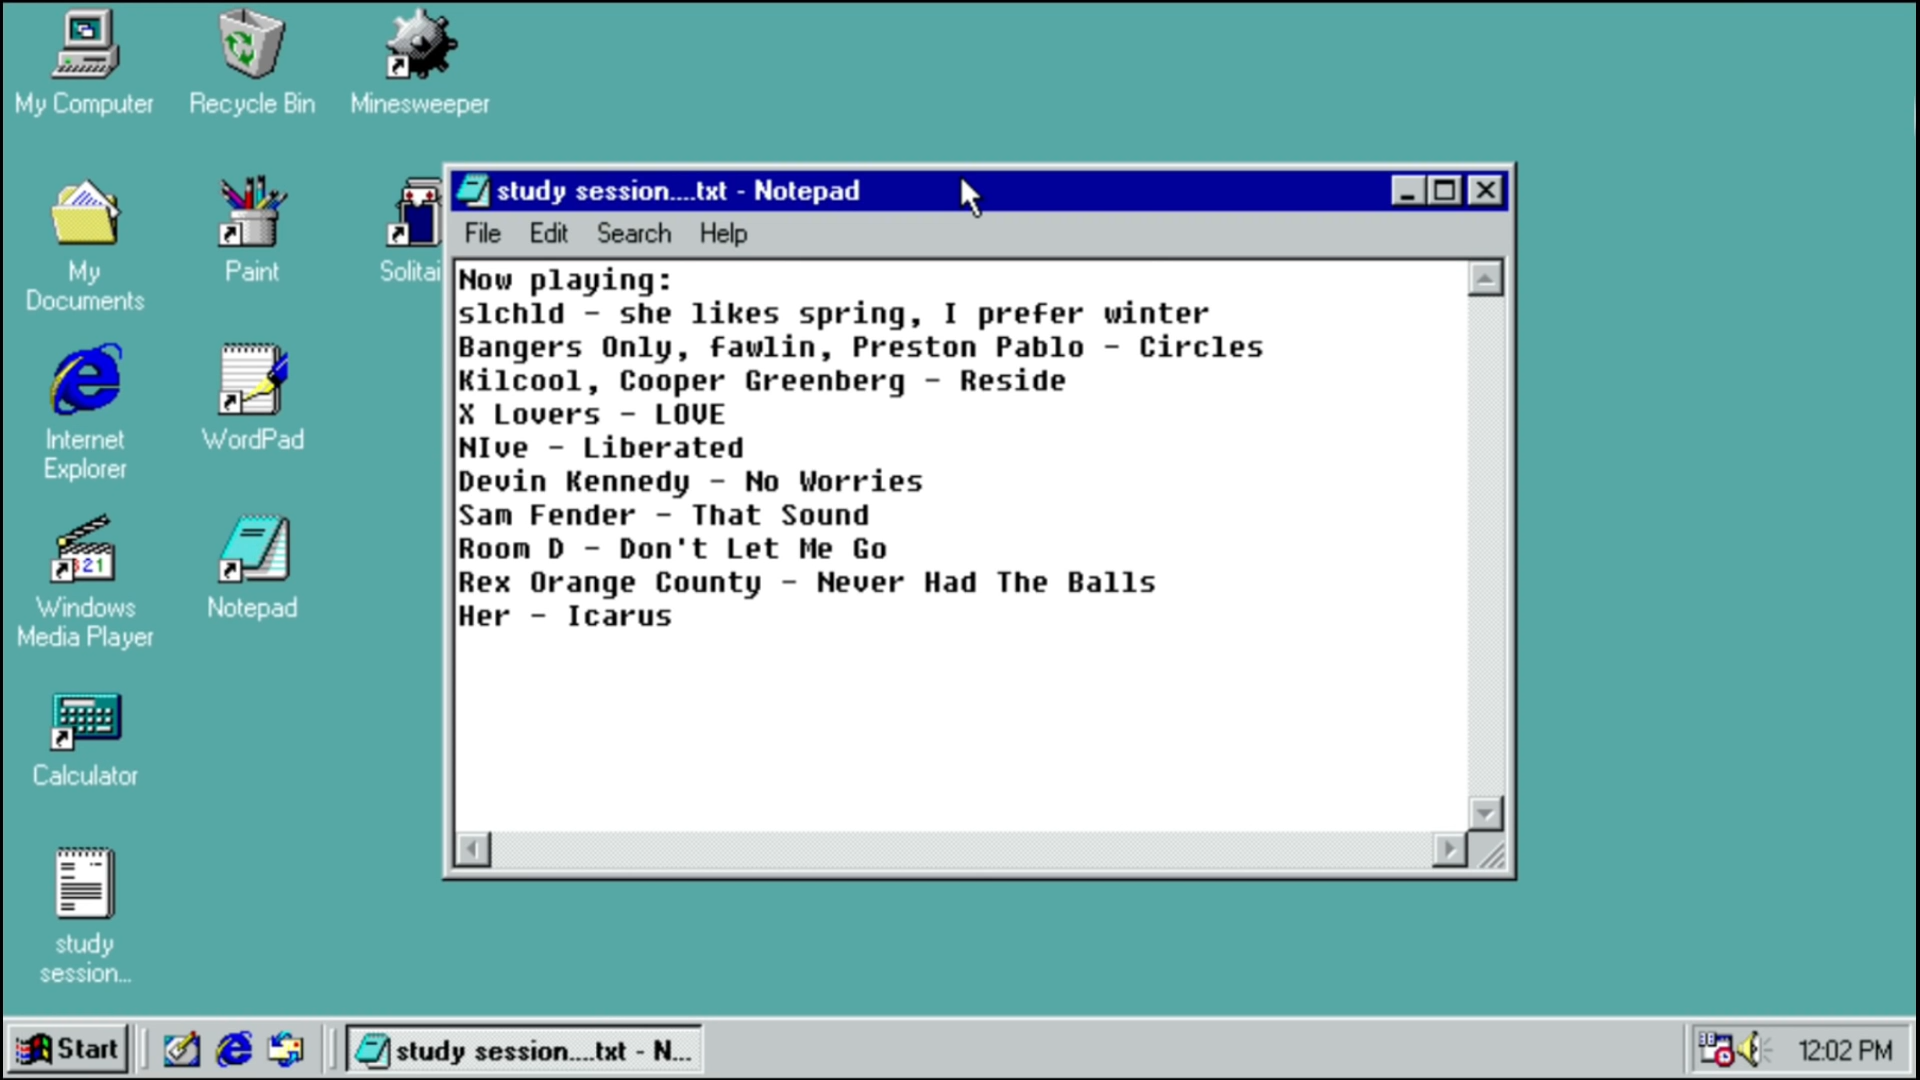 My Computer
Recycle Bin
Minesweeper
My
Documents
Paint
Solitai
Internet
Explorer
WordPad
Windows
Media Player
Notepad
Calculator
study
session...
study session....txt - Notepad
File Edit Search Help
Now playing:
slchld - she likes spring, I prefer winter
Bangers Only, fawlin, Preston Pablo - Circles
Kilcool, Cooper Greenberg - Reside
X Lovers - LOVE
NIve - Liberated
Devin Kennedy - No Worries
Sam Fender - That Sound
Room D - Don't Let Me Go
Rex Orange County - Never Had The Balls
Her - Icarus
Start
study session....txt - N...
12:02 PM